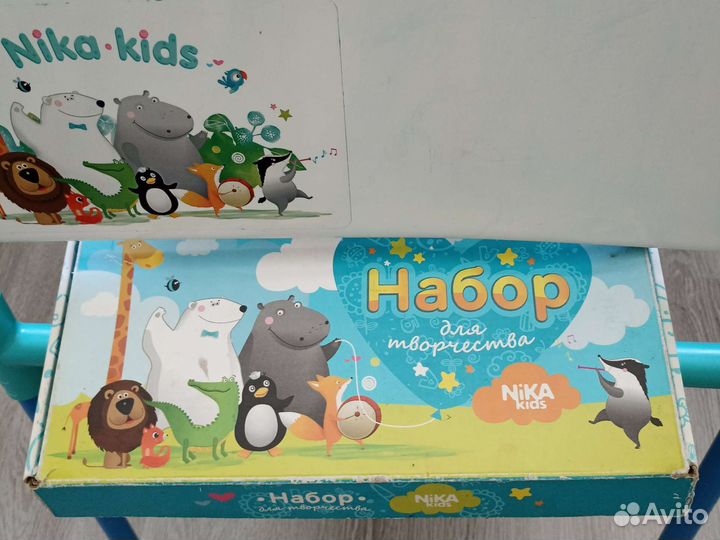 Nika·kids
Набор
для
творчества
NiKA
kids
·Набор·
для творчества
NiKA
kids
Avito